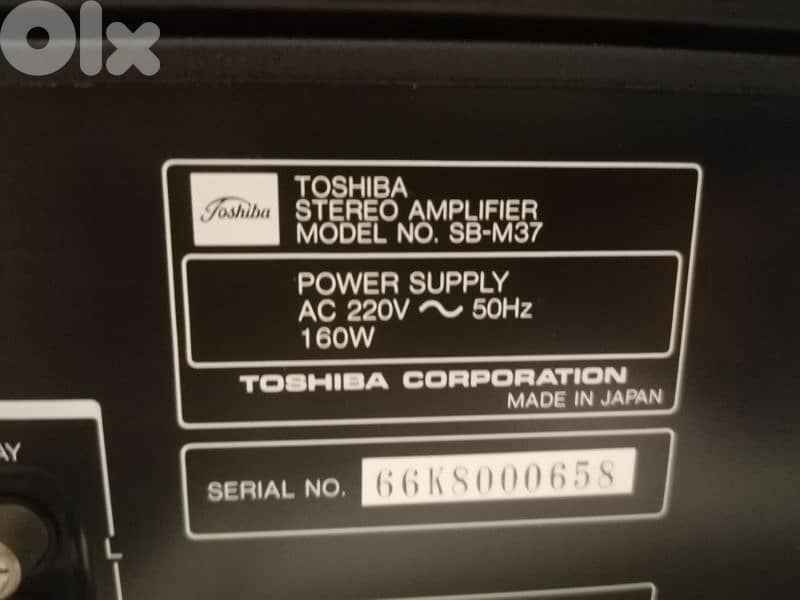 Olx
Toshiba
TOSHIBA
STEREO AMPLIFIER
MODEL NO. SB-M37
POWER SUPPLY
AC 220V ~ 50Hz
160W
TOSHIBA CORPORATION
MADE IN JAPAN
AY
SERIAL NO. 66K8000658
L